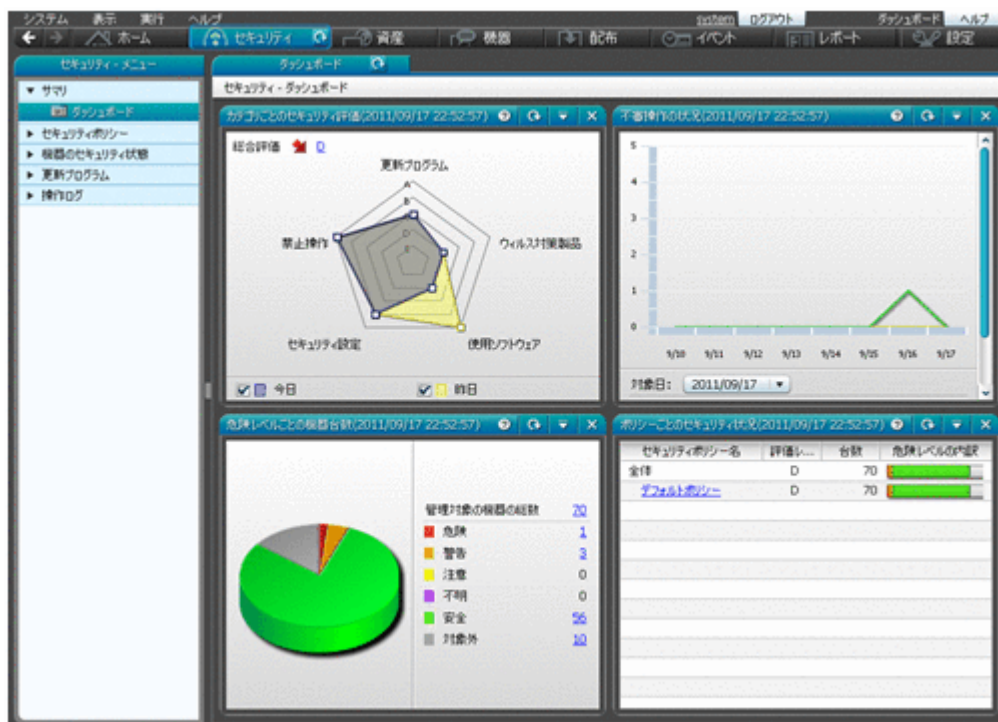 システム 表示 実行 ヘルプ system ログアウト ダッシュボード ヘルプ
ホーム セキュリティ 資産 機器 配布 イベント レポート 設定
セキュリティ・メニュー
ダッシュボード
サマリ
ダッシュボード
セキュリティポリシー
機器のセキュリティ状態
更新プログラム
操作ログ
セキュリティ・ダッシュボード
カテゴリごとのセキュリティ評価(2011/09/17 22:52:57)
総合評価 D
更新プログラム
A
B
D
E
禁止操作
ウィルス対策製品
セキュリティ設定
使用ソフトウェア
今日
昨日
不審操作の状況(2011/09/17 22:52:57)
5
4
3
2
1
0
9/10 9/11 9/12 9/13 9/14 9/15 9/16 9/17
対象日: 2011/09/17
危険レベルごとの機器台数(2011/09/17 22:52:57)
管理対象の機器の総数 70
危険 1
警告 3
注意 0
不明 0
安全 56
対象外 10
ポリシーごとのセキュリティ状況(2011/09/17 22:52:57)
セキュリティポリシー名 評価レ... 台数 危険レベルの内訳
全体 D 70
デフォルトポリシー D 70